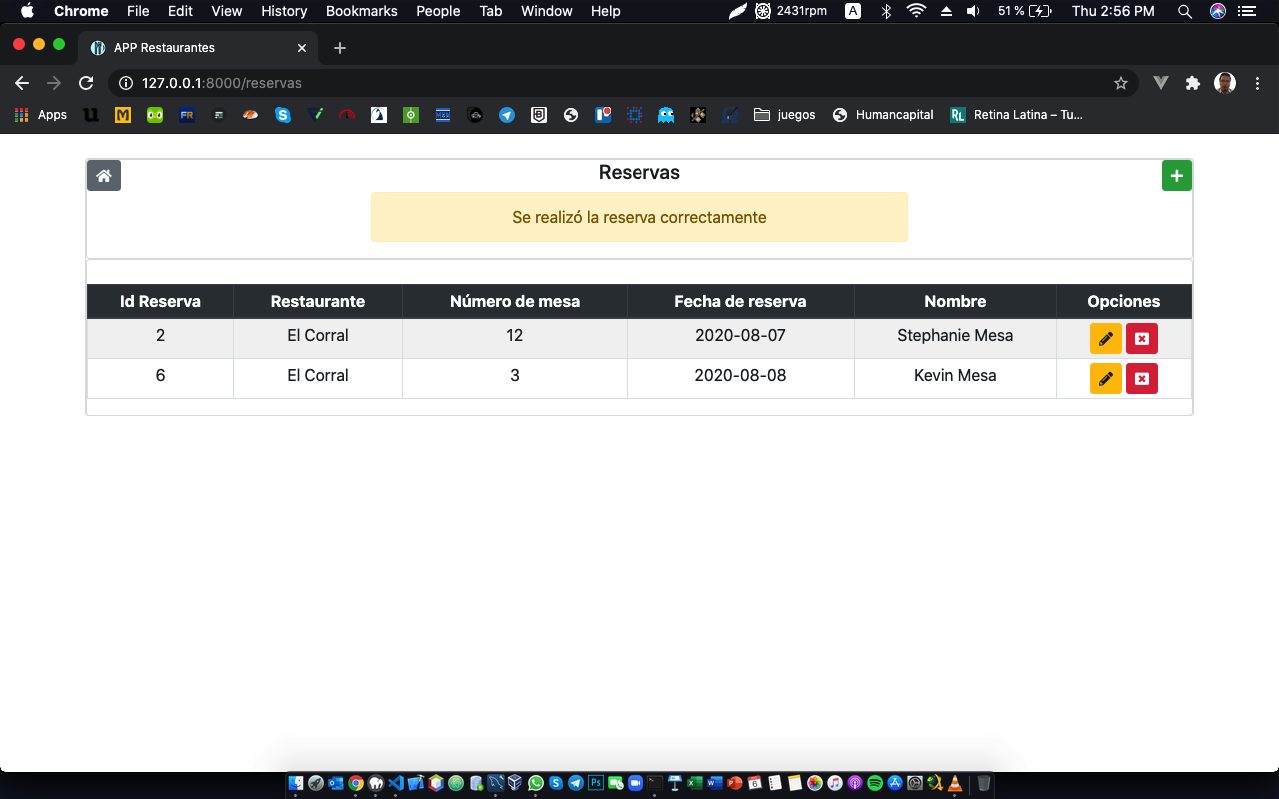 Chrome File Edit View History Bookmarks People Tab Window Help 2431rpm A 51 % Thu 2:56 PM
APP Restaurantes
127.0.0.1:8000/reservas
Apps M FR juegos Humancapital RL Retina Latina – Tu...
Reservas
Se realizó la reserva correctamente
Id Reserva Restaurante Número de mesa Fecha de reserva Nombre Opciones
2 El Corral 12 2020-08-07 Stephanie Mesa
6 El Corral 3 2020-08-08 Kevin Mesa